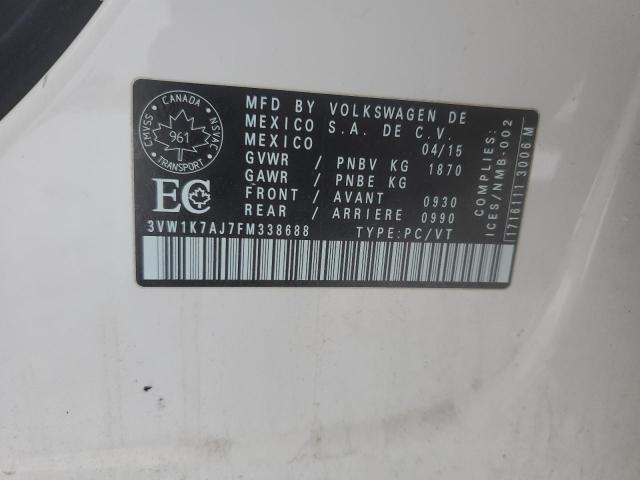 CMVSS CANADA NSVAC
961
TRANSPORT
EC
MFD BY VOLKSWAGEN DE
MEXICO S.A. DE C.V.
MEXICO 04/15
GVWR / PNBV KG 1870
GAWR / PNBE KG
FRONT / AVANT 0930
REAR / ARRIERE 0990
3VW1K7AJ7FM338688 TYPE:PC/VT
COMPLIES:
ICES/NMB-002
1716111 3006 M